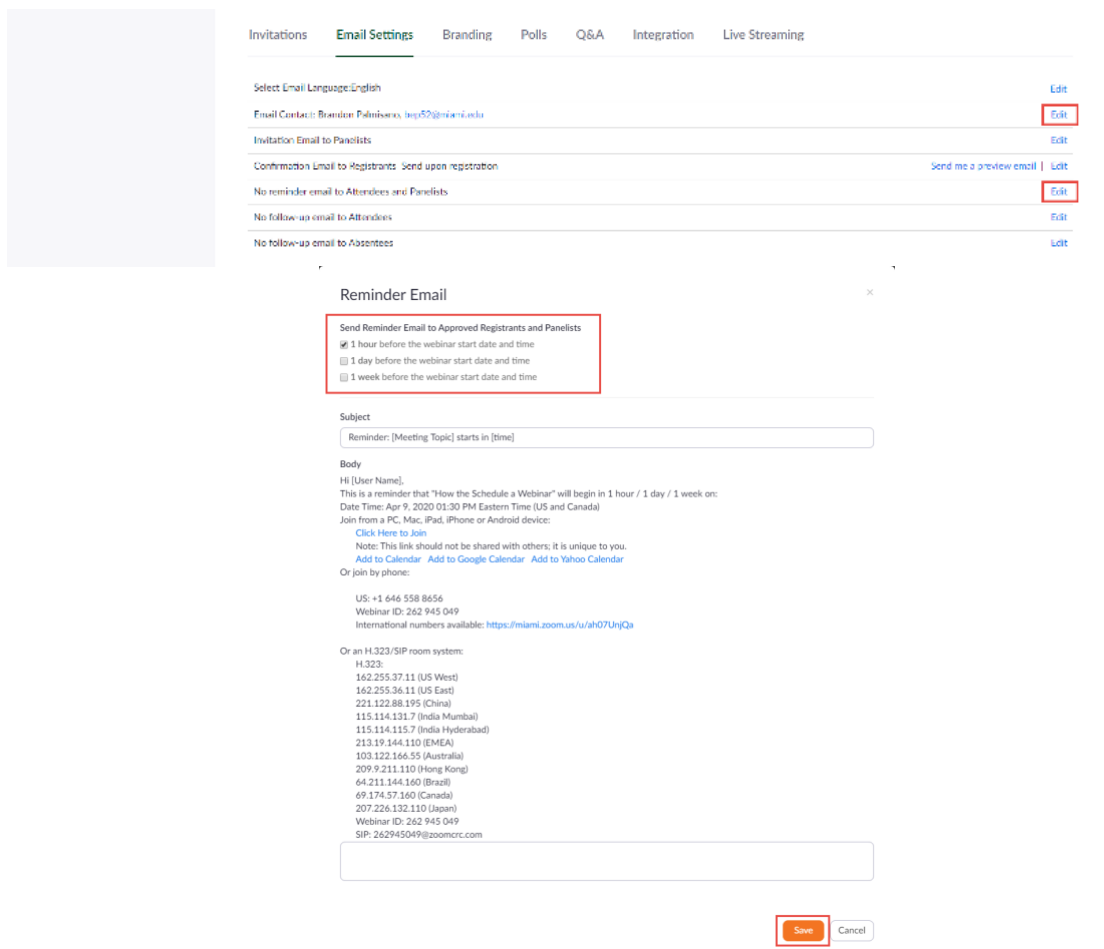 Invitations Email Settings Branding Polls Q&A Integration Live Streaming
Select Email Language:English Edit
Email Contact: Brandon Palmisano, bep52@miami.edu Edit
Invitation Email to Panelists Edit
Confirmation Email to Registrants Send upon registration Send me a preview email | Edit
No reminder email to Attendees and Panelists Edit
No follow-up email to Attendees Edit
No follow-up email to Absentees Edit
Reminder Email ×
Send Reminder Email to Approved Registrants and Panelists
1 hour before the webinar start date and time
1 day before the webinar start date and time
1 week before the webinar start date and time
Subject
Reminder: [Meeting Topic] starts in [time]
Body
Hi [User Name],
This is a reminder that "How the Schedule a Webinar" will begin in 1 hour / 1 day / 1 week on:
Date Time: Apr 9, 2020 01:30 PM Eastern Time (US and Canada)
Join from a PC, Mac, iPad, iPhone or Android device:
Click Here to Join
Note: This link should not be shared with others; it is unique to you.
Add to Calendar Add to Google Calendar Add to Yahoo Calendar
Or join by phone:
US: +1 646 558 8656
Webinar ID: 262 945 049
International numbers available: https://miami.zoom.us/u/ah07UnjQa
Or an H.323/SIP room system:
H.323:
162.255.37.11 (US West)
162.255.36.11 (US East)
221.122.88.195 (China)
115.114.131.7 (India Mumbai)
115.114.115.7 (India Hyderabad)
213.19.144.110 (EMEA)
103.122.166.55 (Australia)
209.9.211.110 (Hong Kong)
64.211.144.160 (Brazil)
69.174.57.160 (Canada)
207.226.132.110 (Japan)
Webinar ID: 262 945 049
SIP: 262945049@zoomcrc.com
Save Cancel